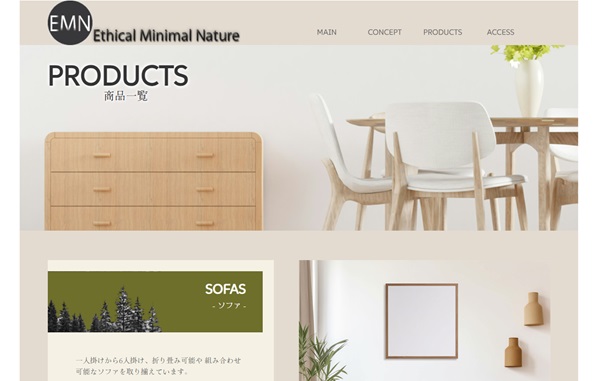 EMN
Ethical Minimal Nature
MAIN CONCEPT PRODUCTS ACCESS
PRODUCTS
商品一覧
SOFAS
- ソファ -
一人掛けから6人掛け、折り畳み可能や 組み合わせ
可能なソファを取り揃えています。